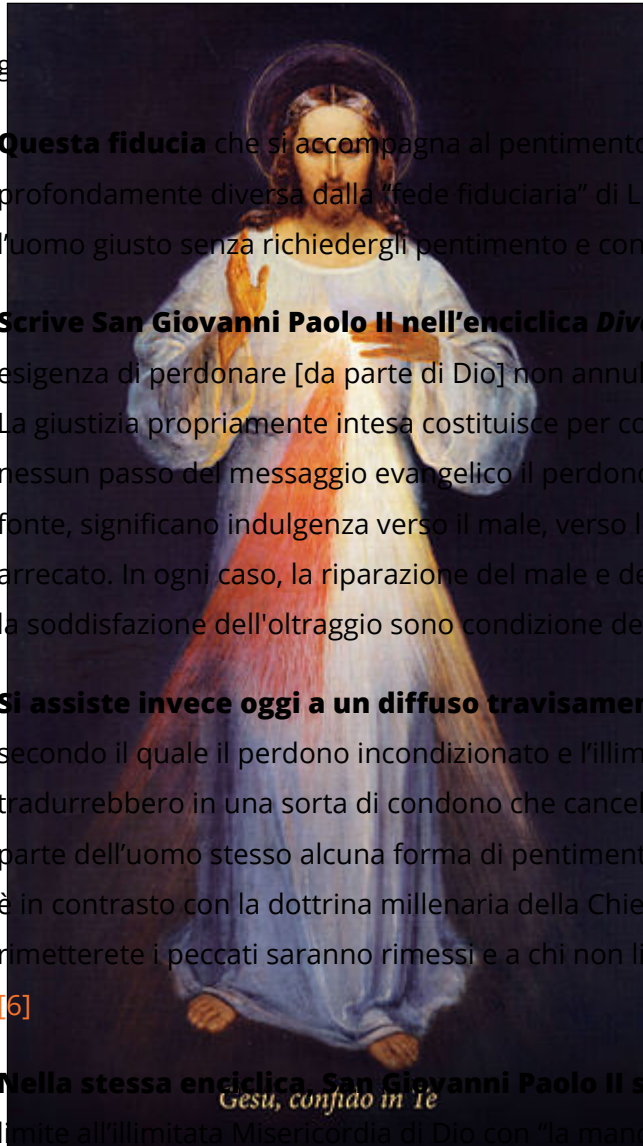 g
Questa fiducia che si accompagna al pentimento
profondamente diversa dalla “fede fiduciaria” di L
l’uomo giusto senza richiedergli pentimento e con
Scrive San Giovanni Paolo II nell’enciclica Div
esigenza di perdonare [da parte di Dio] non annul
La giustizia propriamente intesa costituisce per co
nessun passo del messaggio evangelico il perdono
fonte, significano indulgenza verso il male, verso l
arrecato. In ogni caso, la riparazione del male e de
la soddisfazione dell'oltraggio sono condizione de
Si assiste invece oggi a un diffuso travisamen
secondo il quale il perdono incondizionato e l’illim
tradurrebbero in una sorta di condono che cancel
parte dell’uomo stesso alcuna forma di pentiment
è in contrasto con la dottrina millenaria della Chie
rimetterete i peccati saranno rimessi e a chi non li
[6]
Nella stessa enciclica, San Giovanni Paolo II s
Gesù, confido in Te
limite all’illimitata Misericordia di Dio con “la man